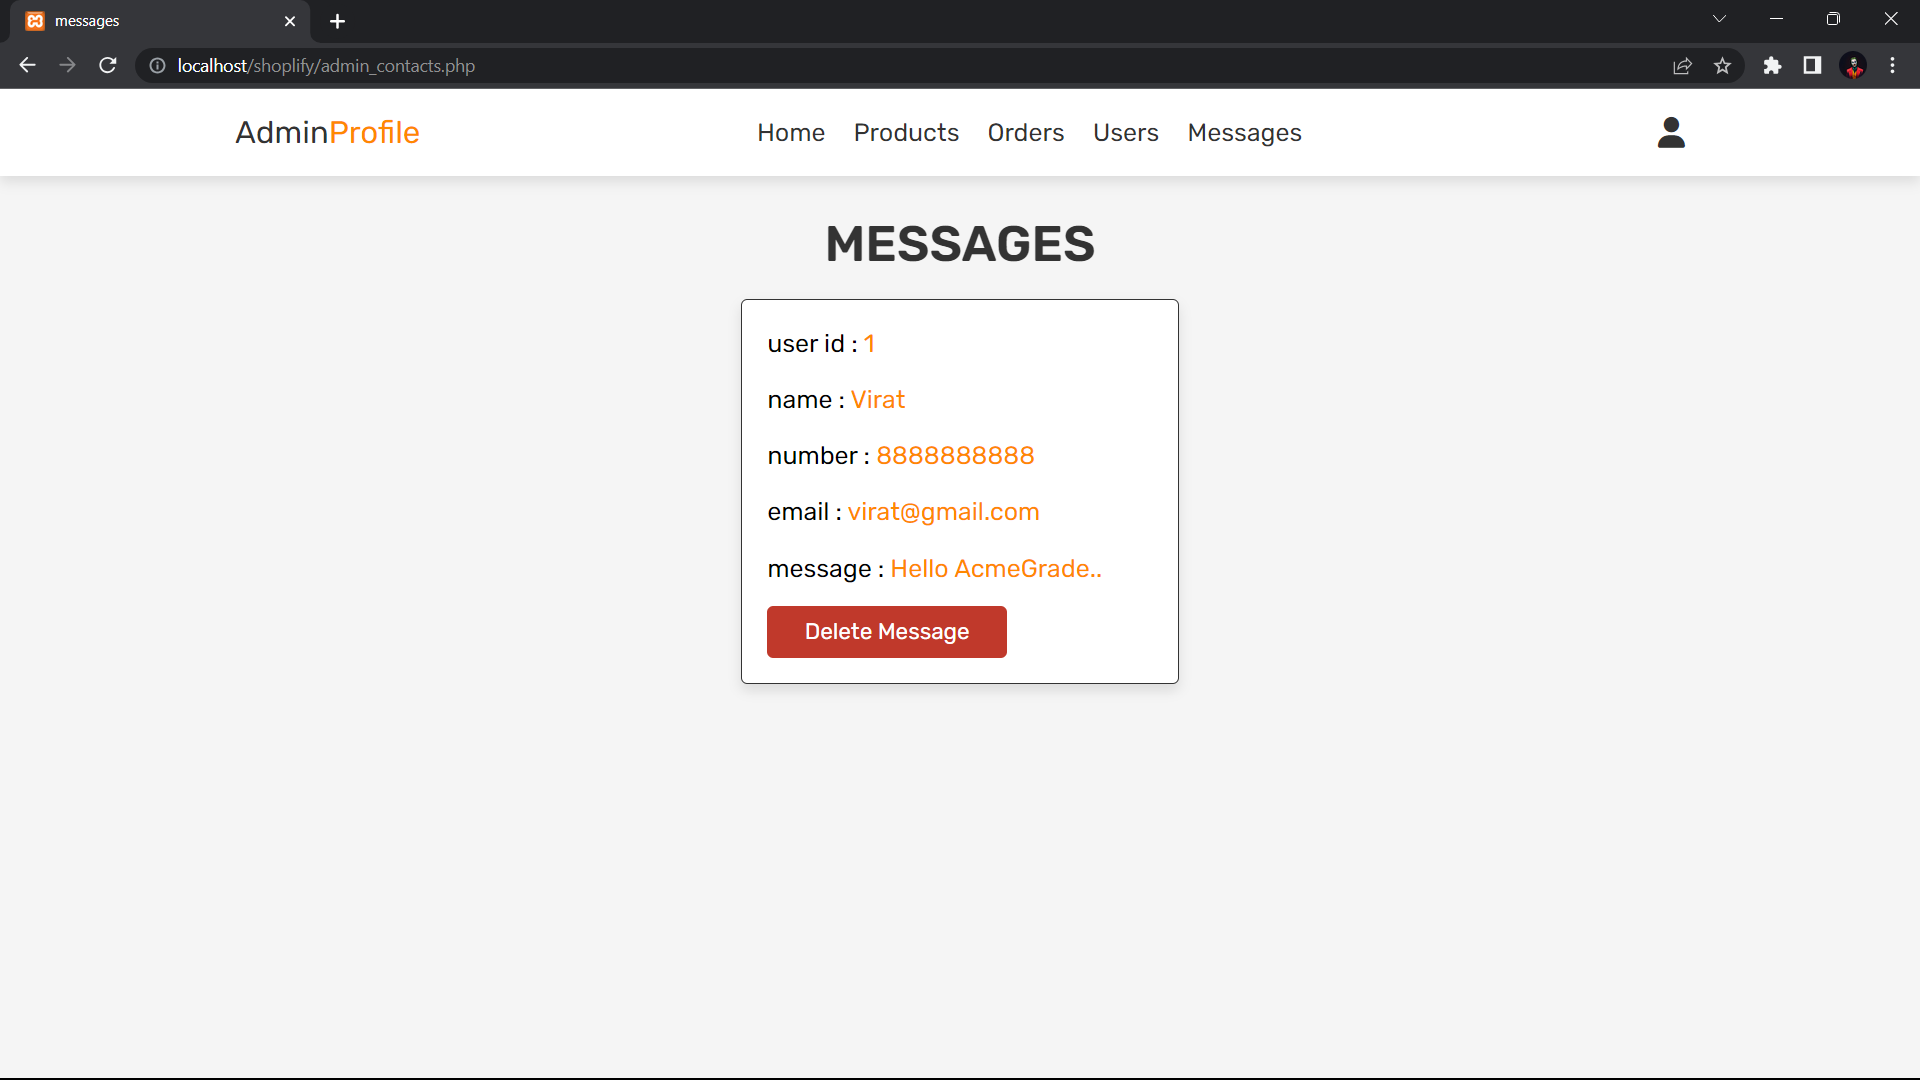 messages
localhost/shoplify/admin_contacts.php
AdminProfile
Home Products Orders Users Messages
MESSAGES
user id : 1
name : Virat
number : 8888888888
email : virat@gmail.com
message : Hello AcmeGrade..
Delete Message